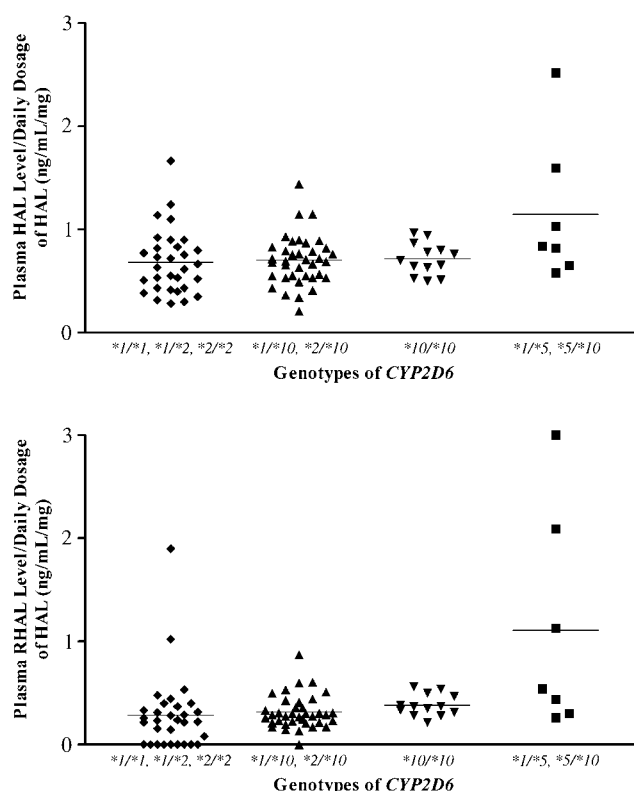 3
Plasma HAL Level/Daily Dosage
of HAL (ng/mL/mg)
2
1
0
*1/*1, *1/*2, *2/*2 *1/*10, *2/*10 *10/*10 *1/*5, *5/*10
Genotypes of CYP2D6
3
Plasma RHAL Level/Daily Dosage
of HAL (ng/mL/mg)
2
1
0
*1/*1, *1/*2, *2/*2 *1/*10, *2/*10 *10/*10 *1/*5, *5/*10
Genotypes of CYP2D6